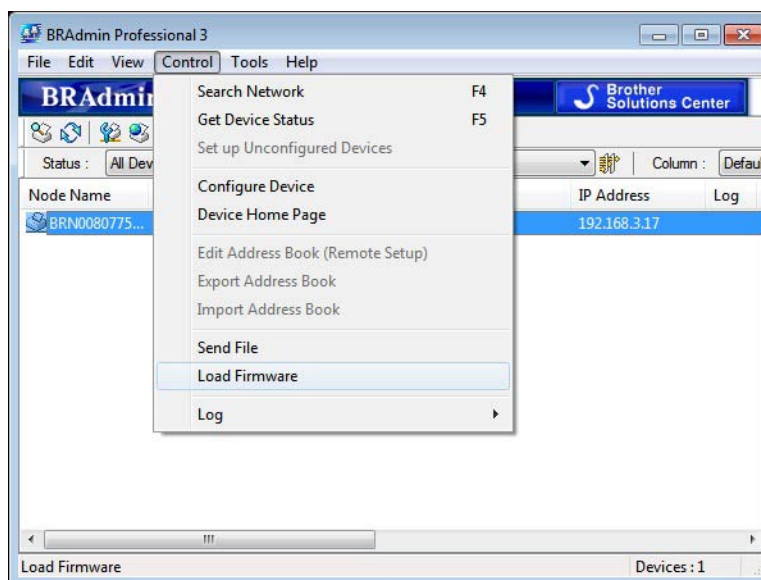 BRAdmin Professional 3
File Edit View Control Tools Help
BRAdmi
Brother
Solutions Center
Search Network F4
Get Device Status F5
Set up Unconfigured Devices
Configure Device
Device Home Page
Edit Address Book (Remote Setup)
Export Address Book
Import Address Book
Send File
Load Firmware
Log
Status : All Dev
Column : Defau
Node Name IP Address Log
BRN0080775... 192.168.3.17
Load Firmware Devices : 1